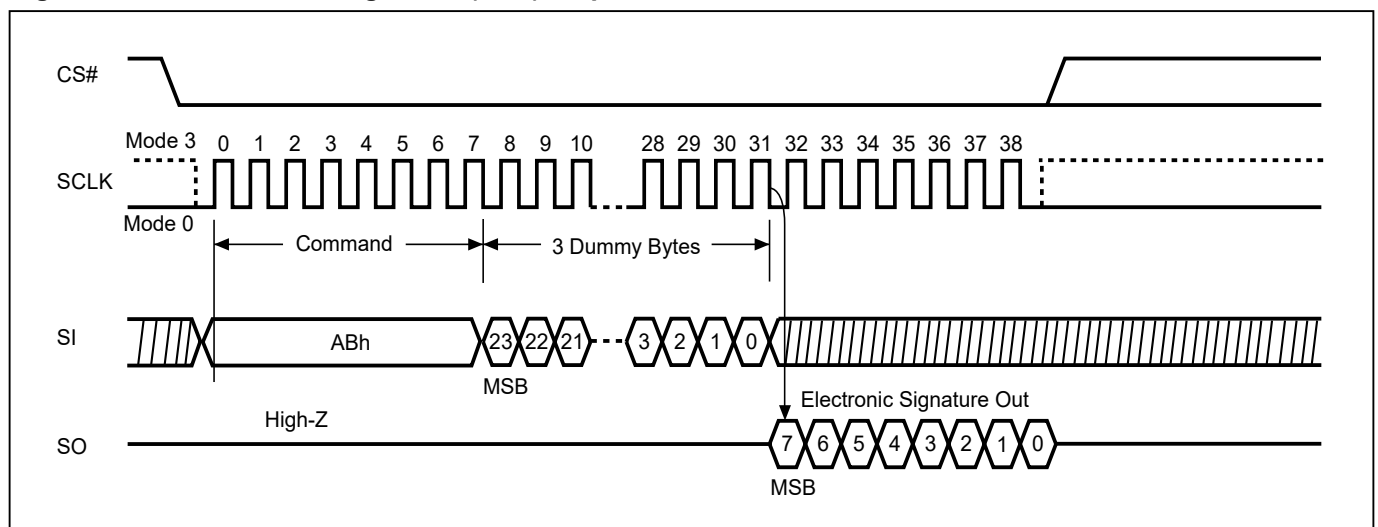 CS#
Mode 3 0 1 2 3 4 5 6 7 8 9 10 28 29 30 31 32 33 34 35 36 37 38
SCLK
Mode 0
Command 3 Dummy Bytes
SI ABh 23 22 21 3 2 1 0
MSB
Electronic Signature Out
High-Z
SO 7 6 5 4 3 2 1 0
MSB